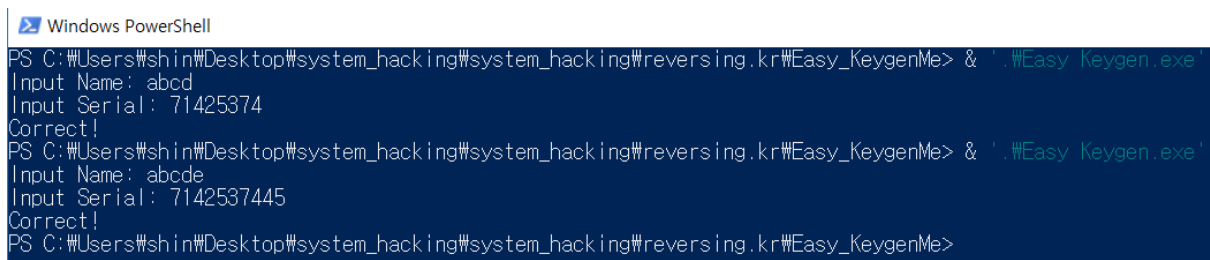 Windows PowerShell
PS C:₩Users₩shin₩Desktop₩system_hacking₩system_hacking₩reversing.kr₩Easy_KeygenMe> & '.₩Easy Keygen.exe'
Input Name: abcd
Input Serial: 71425374
Correct!
PS C:₩Users₩shin₩Desktop₩system_hacking₩system_hacking₩reversing.kr₩Easy_KeygenMe> & '.₩Easy Keygen.exe'
Input Name: abcde
Input Serial: 7142537445
Correct!
PS C:₩Users₩shin₩Desktop₩system_hacking₩system_hacking₩reversing.kr₩Easy_KeygenMe>